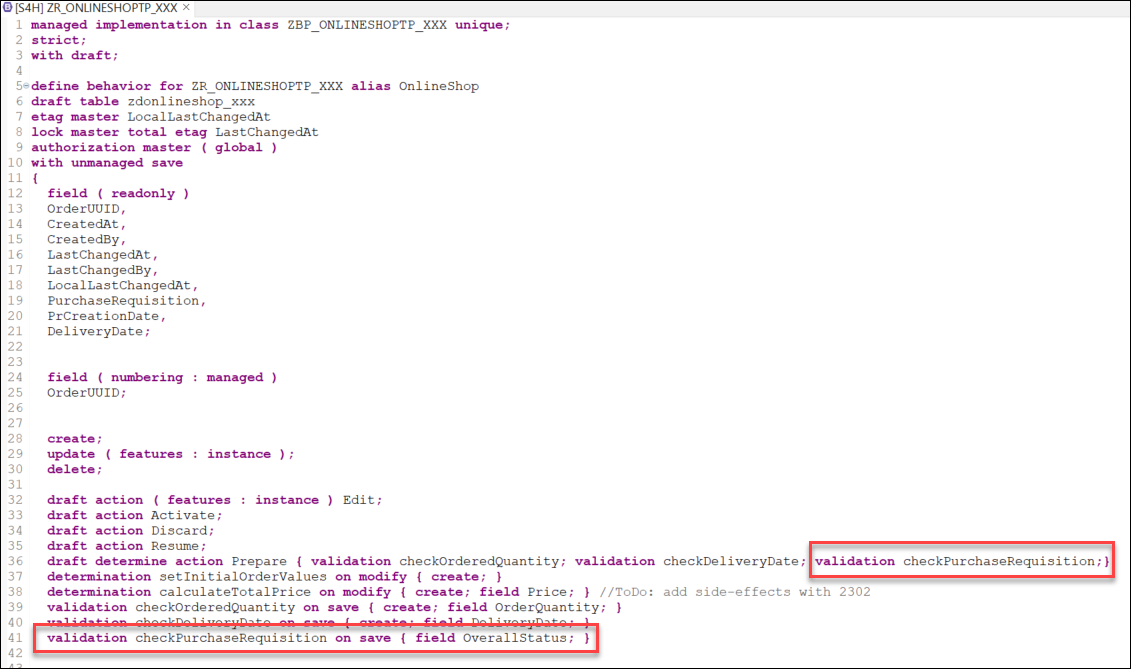 [S4H] ZR_ONLINESHOPTP_XXX
1 managed implementation in class ZBP_ONLINESHOPTP_XXX unique;
2 strict;
3 with draft;
4
5 define behavior for ZR_ONLINESHOPTP_XXX alias OnlineShop
6 draft table zdonlineshop_xxx
7 etag master LocalLastChangedAt
8 lock master total etag LastChangedAt
9 authorization master ( global )
10 with unmanaged save
11 {
12 field ( readonly )
13 OrderUUID,
14 CreatedAt,
15 CreatedBy,
16 LastChangedAt,
17 LastChangedBy,
18 LocalLastChangedAt,
19 PurchaseRequisition,
20 PrCreationDate,
21 DeliveryDate;
22
23
24 field ( numbering : managed )
25 OrderUUID;
26
27
28 create;
29 update ( features : instance );
30 delete;
31
32 draft action ( features : instance ) Edit;
33 draft action Activate;
34 draft action Discard;
35 draft action Resume;
36 draft determine action Prepare { validation checkOrderedQuantity; validation checkDeliveryDate; validation checkPurchaseRequisition;}
37 determination setInitialOrderValues on modify { create; }
38 determination calculateTotalPrice on modify { create; field Price; } //ToDo: add side-effects with 2302
39 validation checkOrderedQuantity on save { create; field OrderQuantity; }
40 validation checkDeliveryDate on save { create; field DeliveryDate; }
41 validation checkPurchaseRequisition on save { field OverallStatus; }
42
43